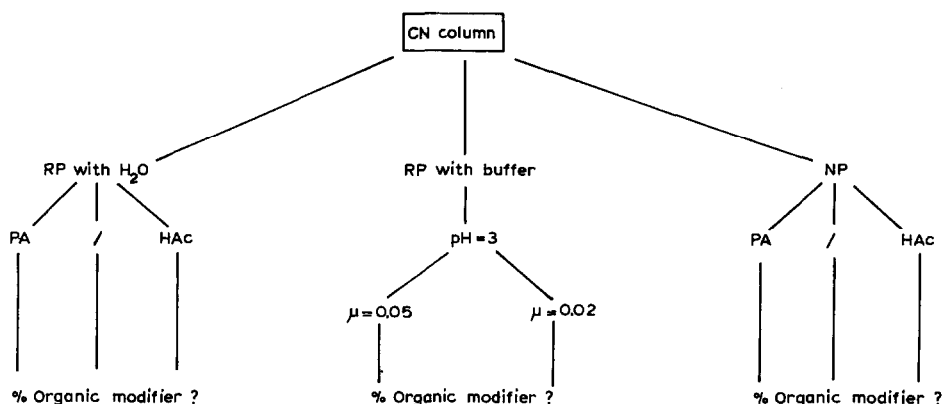 CN column
RP with H₂O
RP with buffer
NP
PA / HAc
pH=3
PA / HAc
μ=0.05 μ=0.02
% Organic modifier ?
% Organic modifier ?
% Organic modifier ?